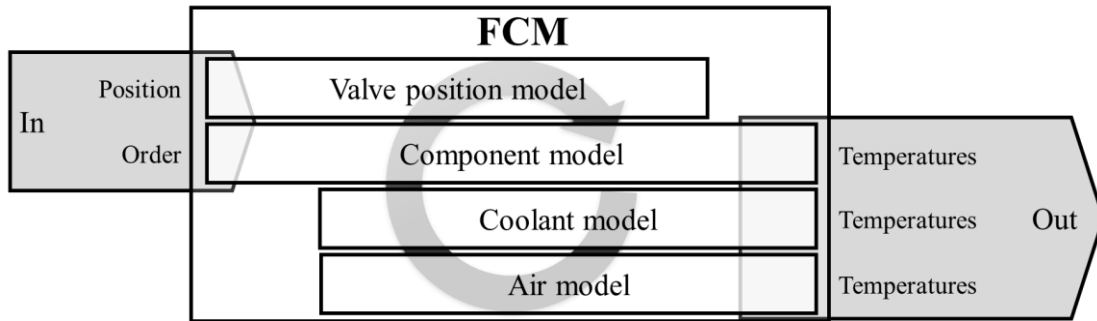 FCM
Position
Valve position model
In
Order
Component model
Temperatures
Coolant model
Temperatures
Out
Air model
Temperatures